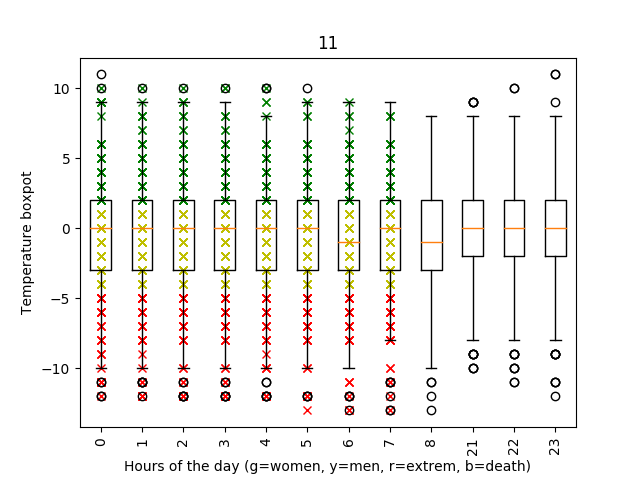 11
10
5
0
−5
−10
Temperature boxpot
0 1 2 3 4 5 6 7 8 21 22 23
Hours of the day (g=women, y=men, r=extrem, b=death)